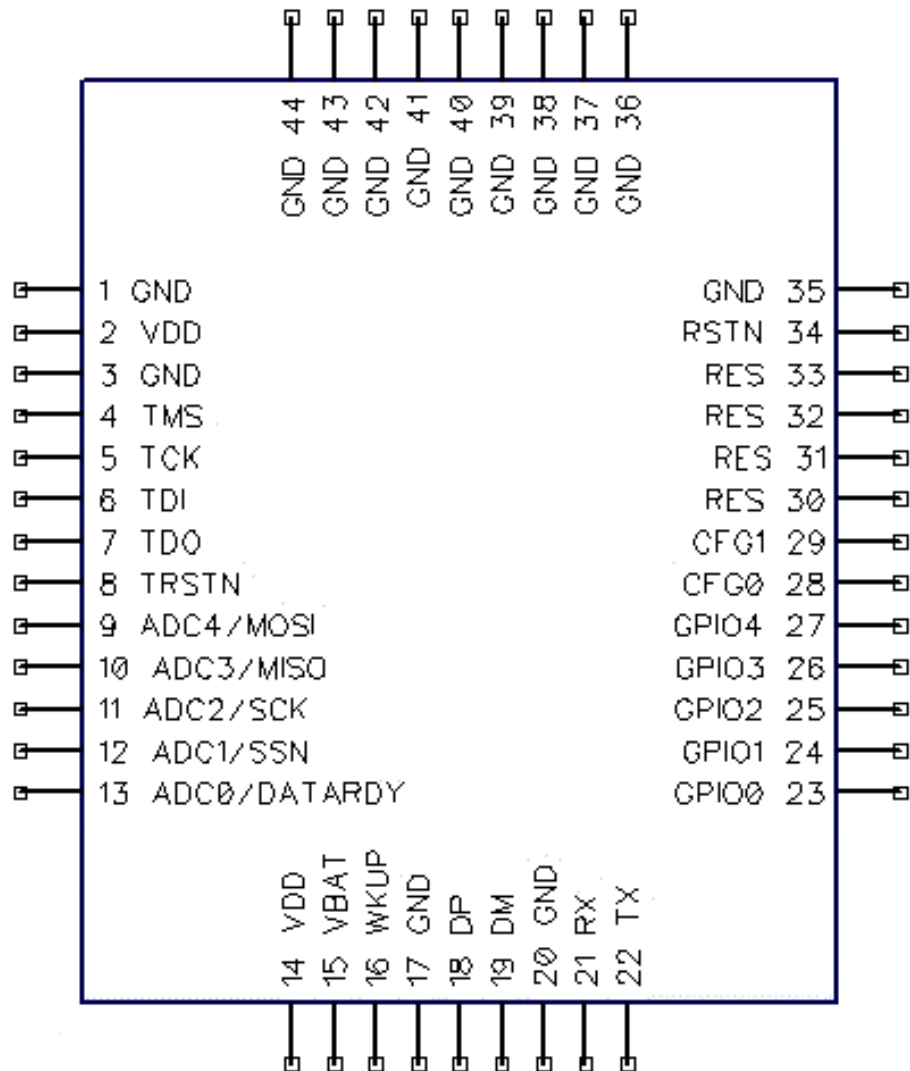 GND 44
GND 43
GND 42
GND 41
GND 40
GND 39
GND 38
GND 37
GND 36
1 GND
GND 35
2 VDD
RSTN 34
3 GND
RES 33
4 TMS
RES 32
5 TCK
RES 31
6 TDI
RES 30
7 TDO
CFG1 29
8 TRSTN
CFG0 28
9 ADC4/MOSI
GPIO4 27
10 ADC3/MISO
GPIO3 26
11 ADC2/SCK
GPIO2 25
12 ADC1/SSN
GPIO1 24
13 ADC0/DATARDY
GPIO0 23
14 VDD
15 VBAT
16 WKUP
17 GND
18 DP
19 DM
20 GND
21 RX
22 TX